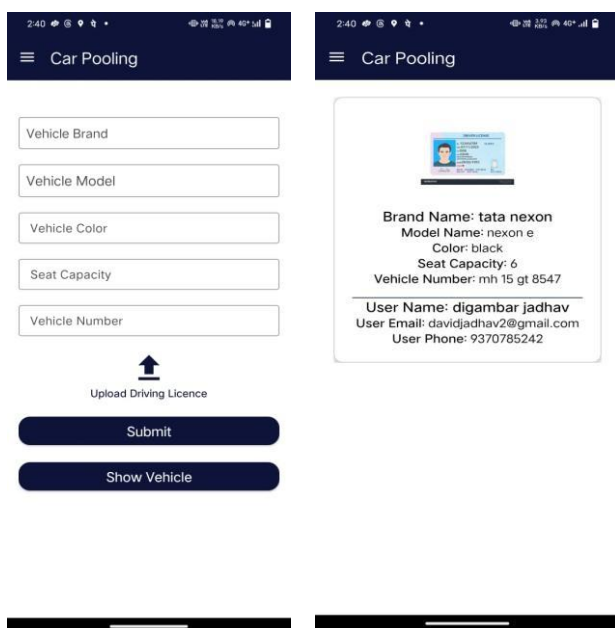 2:40
Car Pooling
Vehicle Brand
Vehicle Model
Vehicle Color
Seat Capacity
Vehicle Number
Upload Driving Licence
Submit
Show Vehicle
2:40
Car Pooling
Brand Name: tata nexon
Model Name: nexon e
Color: black
Seat Capacity: 6
Vehicle Number: mh 15 gt 8547
User Name: digambar jadhav
User Email: davidjadhav2@gmail.com
User Phone: 9370785242